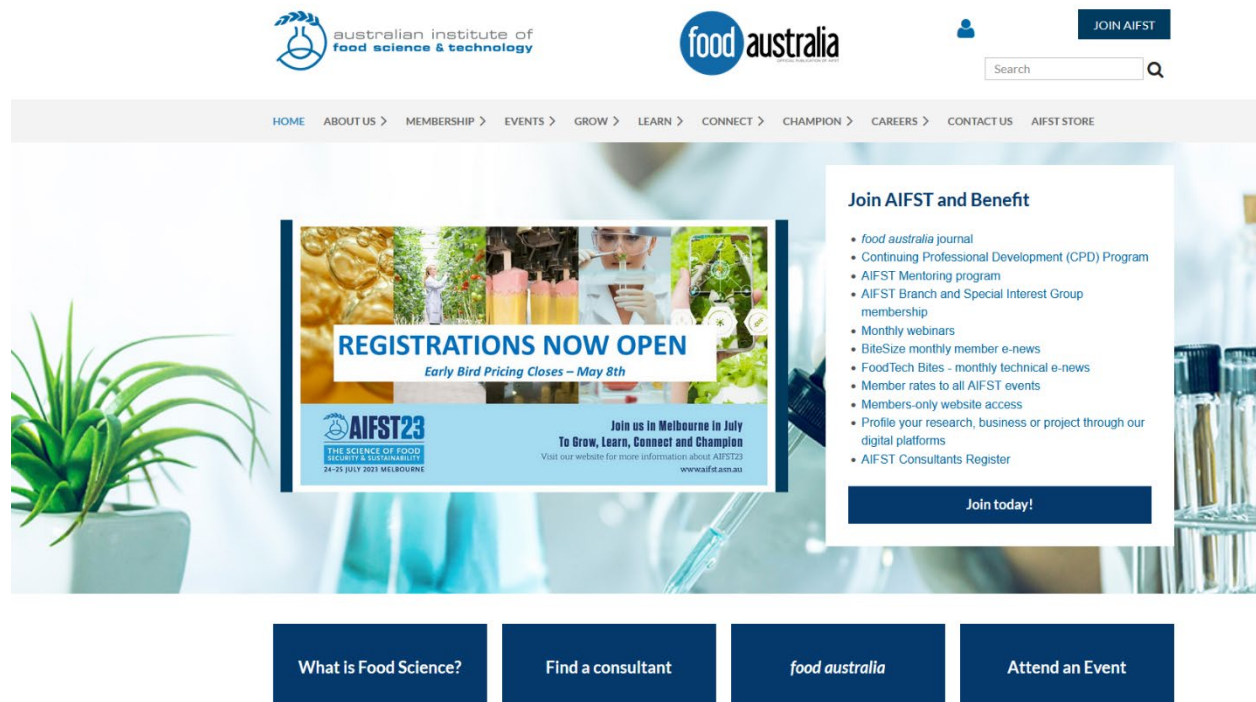 australian institute of
food science & technology
food australia
OFFICIAL PUBLICATION OF AIFST
JOIN AIFST
Search
HOME ABOUT US MEMBERSHIP EVENTS GROW LEARN CONNECT CHAMPION CAREERS CONTACT US AIFST STORE
REGISTRATIONS NOW OPEN
Early Bird Pricing Closes – May 8th
AIFST23
THE SCIENCE OF FOOD
SECURITY & SUSTAINABILITY
24–25 JULY 2023 MELBOURNE
Join us in Melbourne in July
To Grow, Learn, Connect and Champion
Visit our website for more information about AIFST23
www.aifst.asn.au
Join AIFST and Benefit
food australia journal
Continuing Professional Development (CPD) Program
AIFST Mentoring program
AIFST Branch and Special Interest Group
membership
Monthly webinars
BiteSize monthly member e-news
FoodTech Bites - monthly technical e-news
Member rates to all AIFST events
Members-only website access
Profile your research, business or project through our
digital platforms
AIFST Consultants Register
Join today!
What is Food Science?
Find a consultant
food australia
Attend an Event